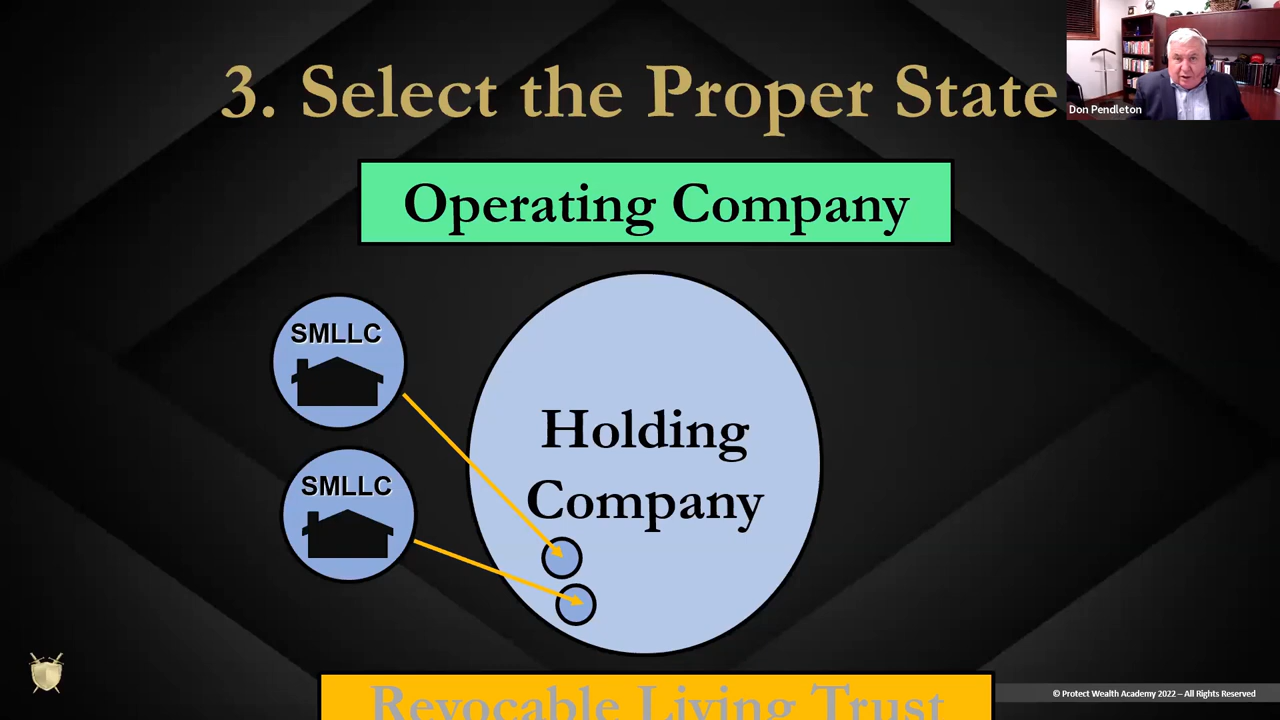 3. Select the Proper State
Don Pendleton
Operating Company
SMLLC
Holding
Company
SMLLC
Revocable Living Trust
© Protect Wealth Academy 2022 – All Rights Reserved